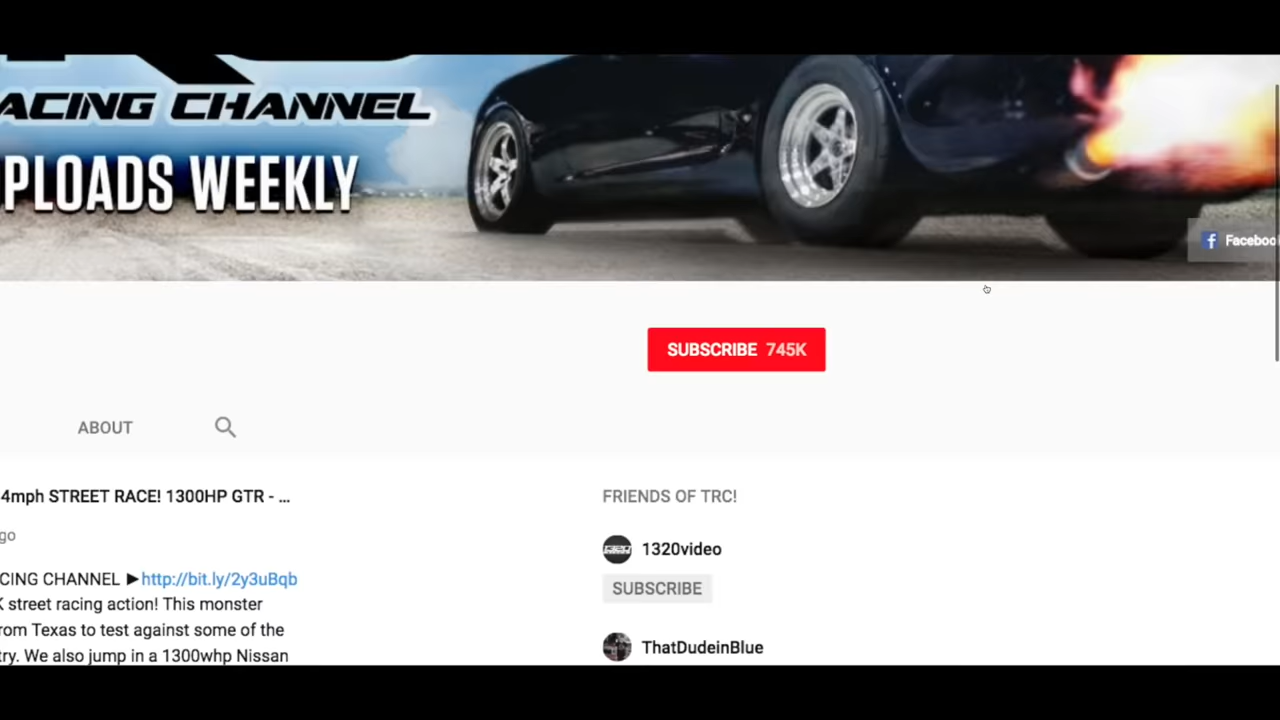 ACING CHANNEL
PLOADS WEEKLY
Faceboo
SUBSCRIBE 745K
ABOUT
4mph STREET RACE! 1300HP GTR - ...
go
CING CHANNEL ►http://bit.ly/2y3uBqb
K street racing action! This monster
rom Texas to test against some of the
try. We also jump in a 1300whp Nissan
FRIENDS OF TRC!
1320video
SUBSCRIBE
ThatDudeinBlue